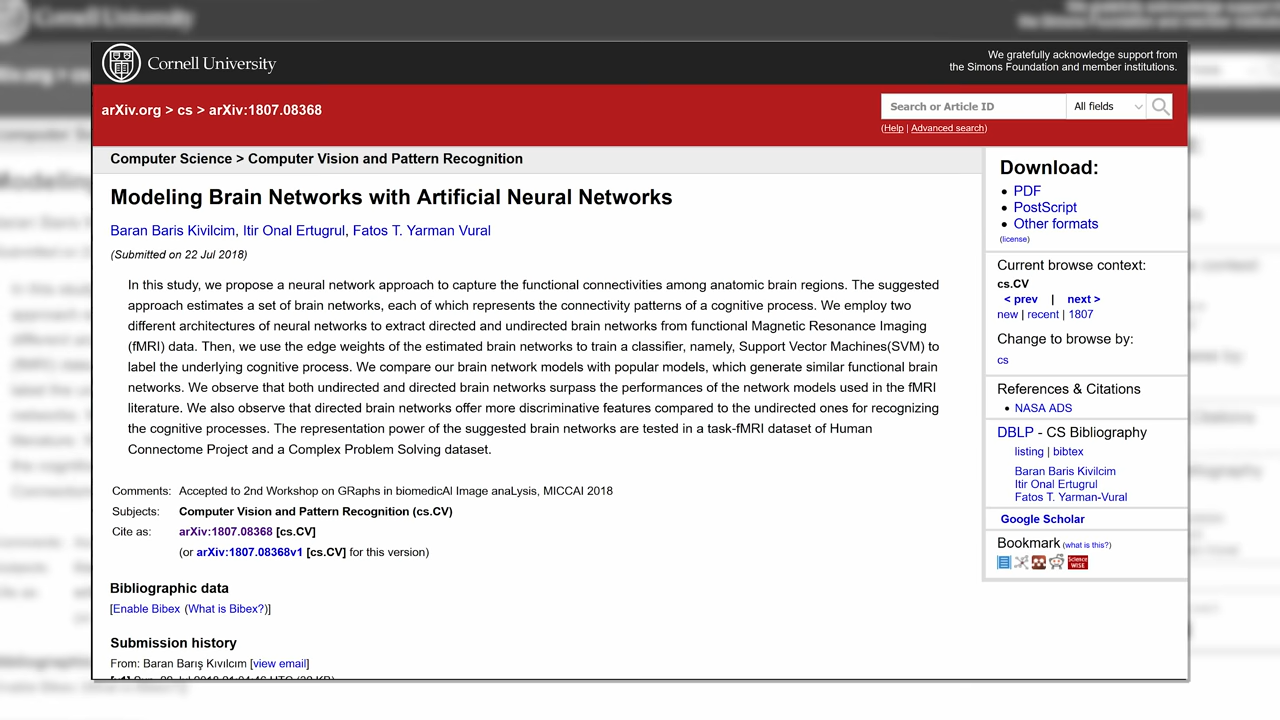 Cornell University
We gratefully acknowledge support from
the Simons Foundation and member institutions.
arXiv.org > cs > arXiv:1807.08368
Search or Article ID
All fields
(Help | Advanced search)
Computer Science > Computer Vision and Pattern Recognition
Modeling Brain Networks with Artificial Neural Networks
Baran Baris Kivilcim, Itir Onal Ertugrul, Fatos T. Yarman Vural
(Submitted on 22 Jul 2018)
In this study, we propose a neural network approach to capture the functional connectivities among anatomic brain regions. The suggested
approach estimates a set of brain networks, each of which represents the connectivity patterns of a cognitive process. We employ two
different architectures of neural networks to extract directed and undirected brain networks from functional Magnetic Resonance Imaging
(fMRI) data. Then, we use the edge weights of the estimated brain networks to train a classifier, namely, Support Vector Machines(SVM) to
label the underlying cognitive process. We compare our brain network models with popular models, which generate similar functional brain
networks. We observe that both undirected and directed brain networks surpass the performances of the network models used in the fMRI
literature. We also observe that directed brain networks offer more discriminative features compared to the undirected ones for recognizing
the cognitive processes. The representation power of the suggested brain networks are tested in a task-fMRI dataset of Human
Connectome Project and a Complex Problem Solving dataset.
Comments: Accepted to 2nd Workshop on GRaphs in biomedicAl Image anaLysis, MICCAI 2018
Subjects: Computer Vision and Pattern Recognition (cs.CV)
Cite as: arXiv:1807.08368 [cs.CV]
(or arXiv:1807.08368v1 [cs.CV] for this version)
Bibliographic data
[Enable Bibex (What is Bibex?)]
Submission history
From: Baran Barış Kıvılcım [view email]
Download:
PDF
PostScript
Other formats
(license)
Current browse context:
cs.CV
< prev | next >
new | recent | 1807
Change to browse by:
cs
References & Citations
NASA ADS
DBLP - CS Bibliography
listing | bibtex
Baran Baris Kivilcim
Itir Onal Ertugrul
Fatos T. Yarman-Vural
Google Scholar
Bookmark (what is this?)
Science
WISE